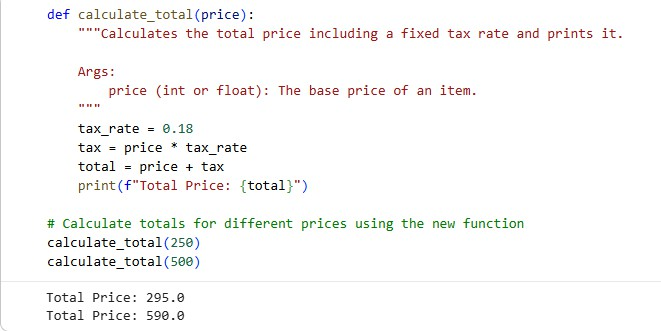 def calculate_total(price):
    """Calculates the total price including a fixed tax rate and prints it.

    Args:
        price (int or float): The base price of an item.
    """
    tax_rate = 0.18
    tax = price * tax_rate
    total = price + tax
    print(f"Total Price: {total}")

# Calculate totals for different prices using the new function
calculate_total(250)
calculate_total(500)

Total Price: 295.0
Total Price: 590.0